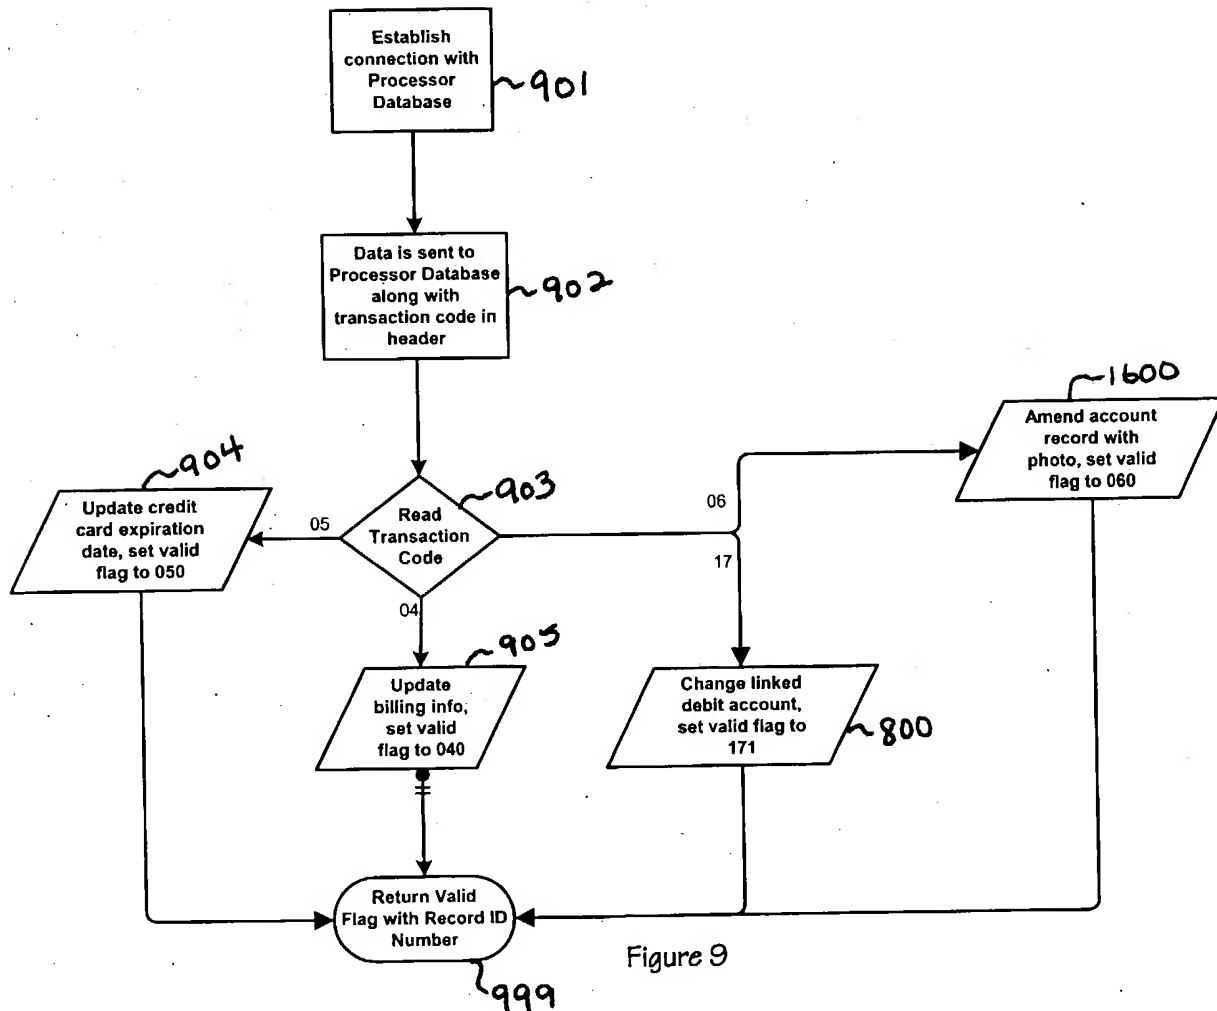 Establish
connection with
Processor
Database
901
Data is sent to
Processor Database
along with
transaction code in
header
902
1600
Amend account
record with
photo, set valid
flag to 060
904
Update credit
card expiration
date, set valid
flag to 050
05
903
Read
Transaction
Code
06
17
04
905
Update
billing info,
set valid
flag to 040
Change linked
debit account,
set valid flag to
171
800
Return Valid
Flag with Record ID
Number
999
Figure 9